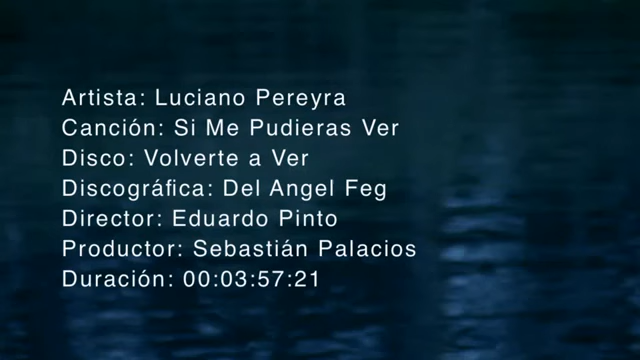 Artista: Luciano Pereyra
Canción: Si Me Pudieras Ver
Disco: Volverte a Ver
Discográfica: Del Angel Feg
Director: Eduardo Pinto
Productor: Sebastián Palacios
Duración: 00:03:57:21